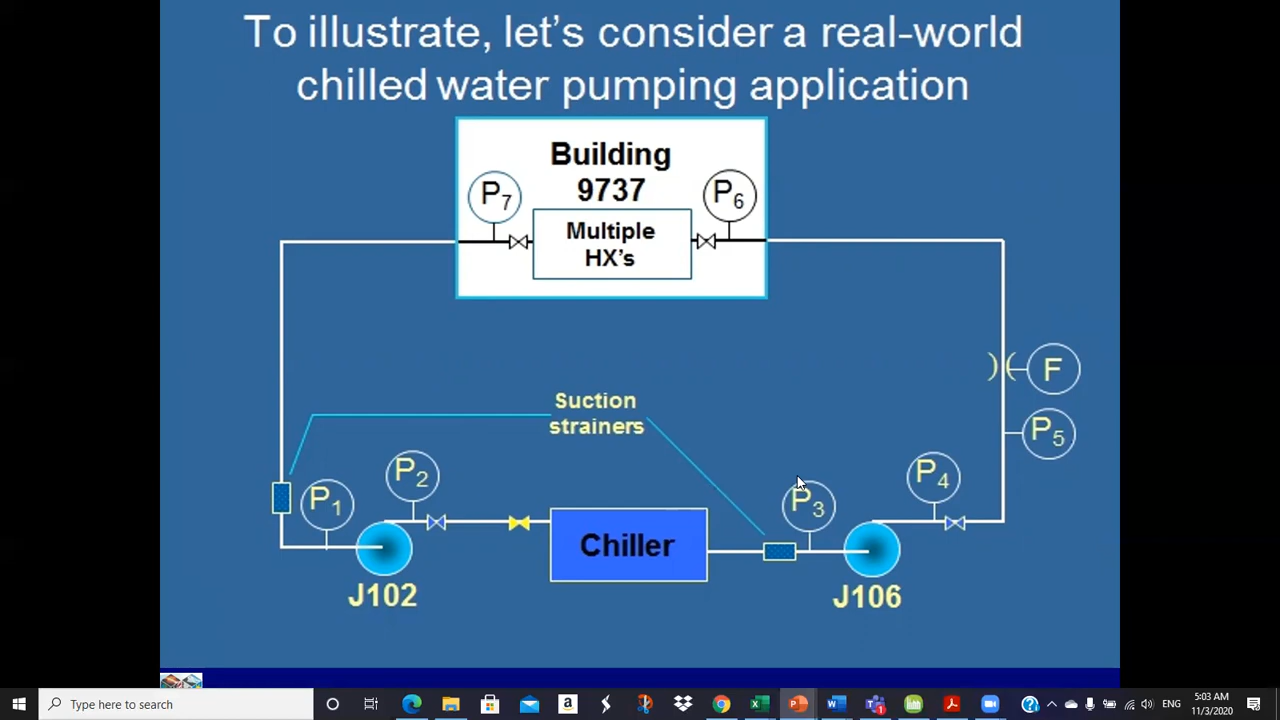 To illustrate, let's consider a real-world
chilled water pumping application
Building
9737
P7
P6
Multiple
HX's
F
P5
Suction
strainers
P2
P1
P3
P4
Chiller
J102
J106
Type here to search
5:03 AM
11/3/2020